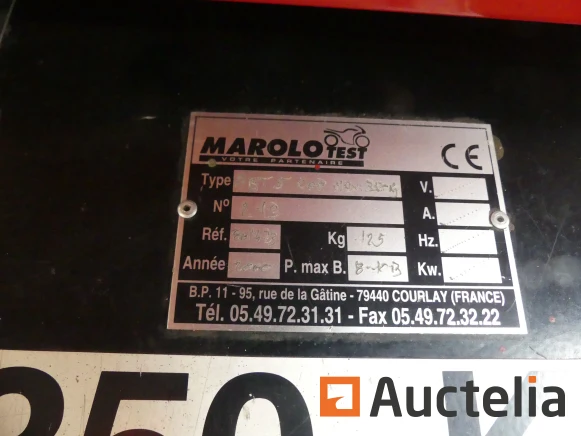 MAROLOTEST
VOTRE PARTENAIRE
CE
Type V.
N° A.
Réf. Kg 125 Hz.
Année P. max B. Kw.
B.P. 11 - 95, rue de la Gâtine - 79440 COURLAY (FRANCE)
Tél. 05.49.72.31.31 - Fax 05.49.72.32.22
Auctelia